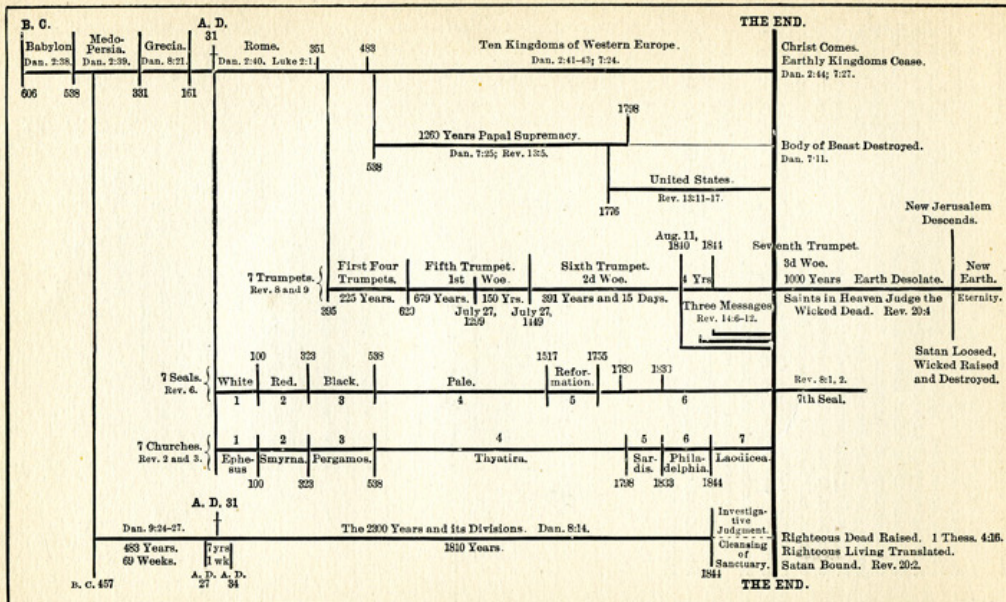 B. C.
A. D.
31
THE END.
Babylon
Dan. 2:38.
Medo-
Persia.
Dan. 2:39.
Grecia.
Dan. 8:21.
Rome.
Dan. 2:40. Luke 2:1.
351
483
Ten Kingdoms of Western Europe.
Dan. 2:41-43; 7:24.
Christ Comes.
Earthly Kingdoms Cease.
Dan. 2:44; 7:27.
606
538
331
161
1798
1260 Years Papal Supremacy.
Dan. 7:25; Rev. 13:5.
538
Body of Beast Destroyed.
Dan. 7:11.
United States.
Rev. 13:11-17.
1776
New Jerusalem
Descends.
Aug. 11,
1840
1844
Seventh Trumpet.
7 Trumpets.
Rev. 8 and 9
First Four
Trumpets.
225 Years.
Fifth Trumpet.
1st Woe.
679 Years.
150 Yrs.
Sixth Trumpet.
2d Woe.
391 Years and 15 Days.
4 Yrs
3d Woe.
1000 Years
Earth Desolate.
New
Earth.
Eternity.
395
623
July 27,
1299
July 27,
1449
Three Messages
Rev. 14:6-12.
Saints in Heaven Judge the
Wicked Dead. Rev. 20:4
Satan Loosed,
Wicked Raised
and Destroyed.
7 Seals.
Rev. 6.
100
323
538
1517
1755
1780
1833
White
Red.
Black.
Pale.
Refor-
mation.
Rev. 8:1, 2.
1
2
3
4
5
6
7th Seal.
7 Churches.
Rev. 2 and 3.
1
2
3
4
5
6
7
Ephe-
sus
Smyrna.
Pergamos.
Thyatira.
Sar-
dis.
Phila-
delphia.
Laodicea.
100
323
538
1798
1833
1844
A. D. 31
Dan. 9:24-27.
The 2300 Years and its Divisions. Dan. 8:14.
Investiga-
tive
Judgment.
483 Years.
69 Weeks.
7 yrs
1 wk
1810 Years.
Cleansing
of
Sanctuary.
Righteous Dead Raised. 1 Thess. 4:16.
Righteous Living Translated.
Satan Bound. Rev. 20:2.
B. C. 457
A. D.
27
A. D.
34
1844
THE END.